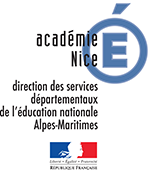 académie
Nice
É
direction des services
départementaux
de l'éducation nationale
Alpes-Maritimes
Liberté • Égalité • Fraternité
RÉPUBLIQUE FRANÇAISE